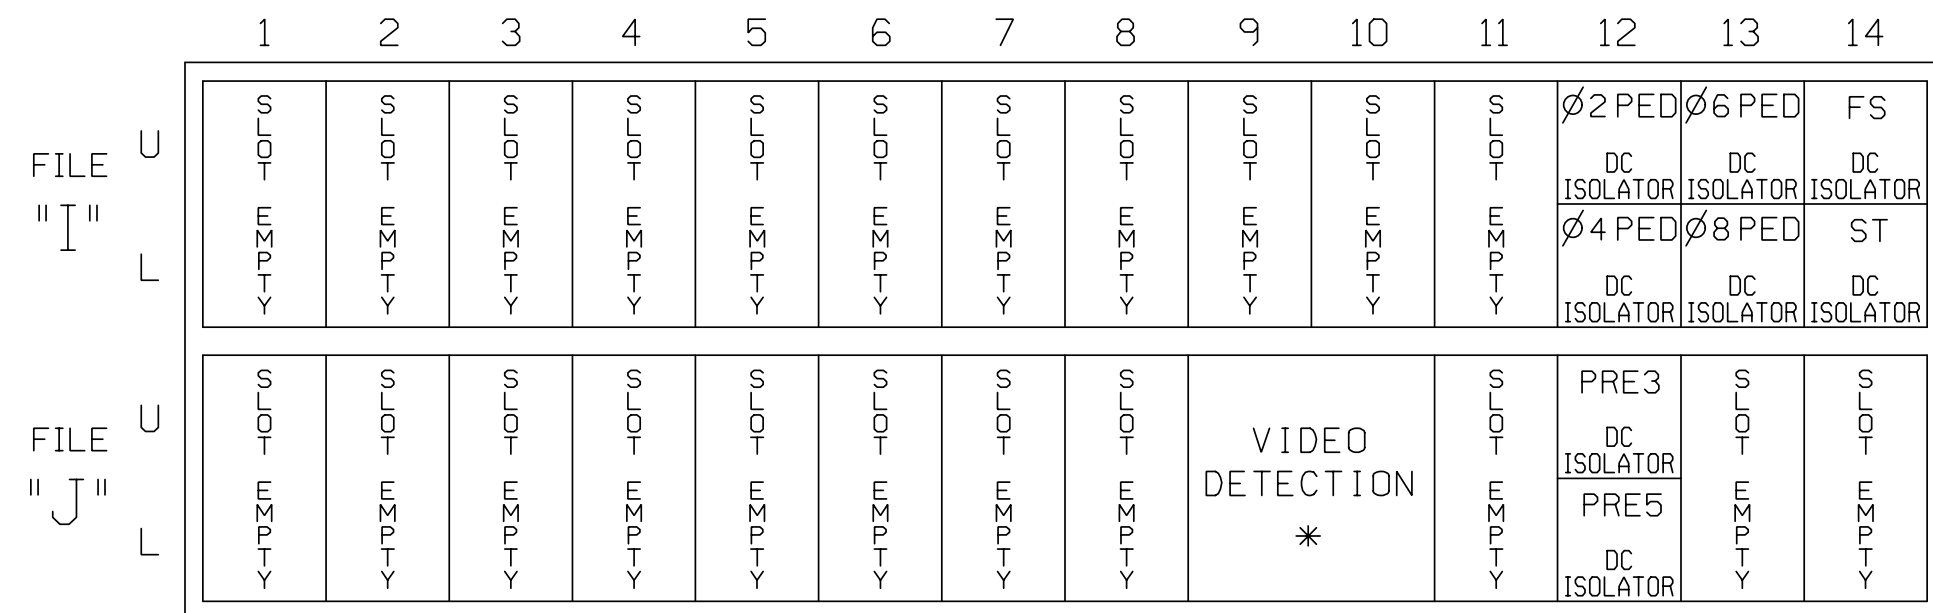 1 2 3 4 5 6 7 8 9 10 11 12 13 14
FILE "I"
U
L
SLOT EMPTY
SLOT EMPTY
SLOT EMPTY
SLOT EMPTY
SLOT EMPTY
SLOT EMPTY
SLOT EMPTY
SLOT EMPTY
SLOT EMPTY
SLOT EMPTY
SLOT EMPTY
Ø2 PED
DC
ISOLATOR
Ø4 PED
DC
ISOLATOR
Ø6 PED
DC
ISOLATOR
Ø8 PED
DC
ISOLATOR
FS
DC
ISOLATOR
ST
DC
ISOLATOR
FILE "J"
U
L
SLOT EMPTY
SLOT EMPTY
SLOT EMPTY
SLOT EMPTY
SLOT EMPTY
SLOT EMPTY
SLOT EMPTY
SLOT EMPTY
VIDEO
DETECTION
*
SLOT EMPTY
PRE3
DC
ISOLATOR
PRE5
DC
ISOLATOR
SLOT EMPTY
SLOT EMPTY